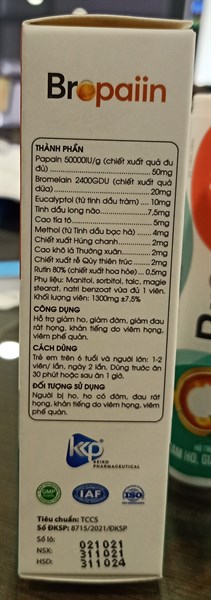 Bropaiin
THÀNH PHẦN
Papain 50000IU/g (chiết xuất quả đu
đủ) 50mg
Bromelain 2400GDU (chiết xuất quả
dứa) 20mg
Eucalyptol (từ tinh dầu tràm) 10mg
Tinh dầu long não 7,5mg
Cao tía tô 5mg
Methol (từ Tinh dầu bạc hà) 4mg
Chiết xuất Húng chanh 2mg
Cao khô lá Thường xuân 2mg
Chiết xuất rễ Qúy thiên trúc 2mg
Rutin 80% (chiết xuất hoa hòe) 0,5mg
Phụ liệu: Manitol, sorbitol, talc, magie
stearat, natri benzoat vừa đủ 1 viên.
Khối lượng viên: 1300mg ±7,5%
CÔNG DỤNG
Hỗ trợ giảm ho, giảm đờm, giảm đau
rát họng, khản tiếng do viêm họng,
viêm phế quản.
CÁCH DÙNG
Trẻ em trên 6 tuổi và người lớn: 1-2
viên/ lần, ngày 2 lần. Dùng trước ăn
30 phút hoặc sau ăn 1 giờ.
ĐỐI TƯỢNG SỬ DỤNG
Người bị ho, ho có đờm, đau rát
họng, khản tiếng do viêm họng, viêm
phế quản.
KEIKO
PHARMACEUTICAL
GMP
IAF
ISO
Tiêu chuẩn: TCCS
Số ĐKSP: 8715/2021/ĐKSP
Số lô: 021021
NSX: 311021
HSD: 311024